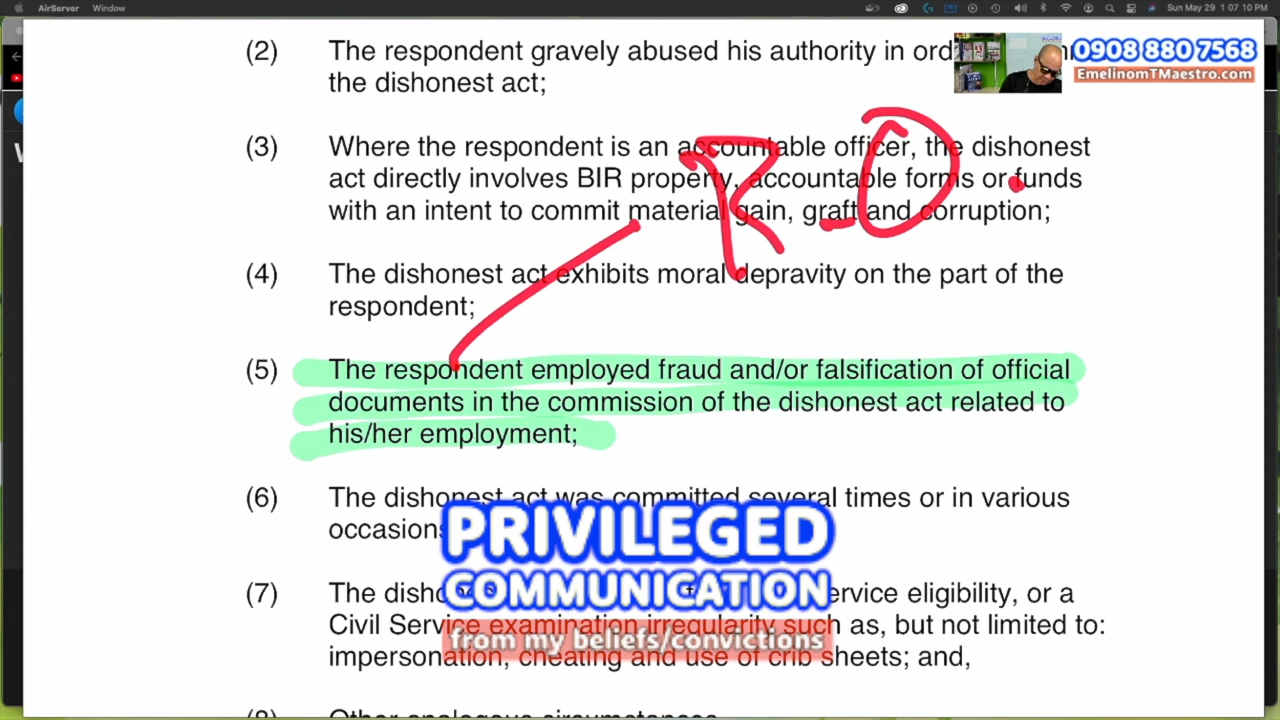 AirServer Window Sun May 29 1 07 10 PM
0908 880 7568
EmelinomTMaestro.com
(2) The respondent gravely abused his authority in
the dishonest act;
(3) Where the respondent is an accountable officer, the dishonest
act directly involves BIR property, accountable forms or funds
with an intent to commit material gain, graft and corruption;
R.O.
(4) The dishonest act exhibits moral depravity on the part of the
respondent;
(5) The respondent employed fraud and/or falsification of official
documents in the commission of the dishonest act related to
his/her employment;
(6) The dishonest act was committed several times or in various
occasions
(7) The service eligibility, or a
Civil Service examination irregularity such as, but not limited to:
impersonation, cheating and use of crib sheets; and,
(8) Other analogous circumstances
PRIVILEGED
COMMUNICATION
from my beliefs/convictions